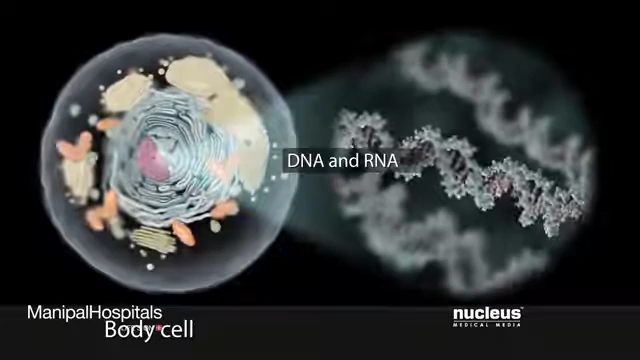 DNA and RNA
ManipalHospitals
Body cell
nucleus
MEDICAL MEDIA